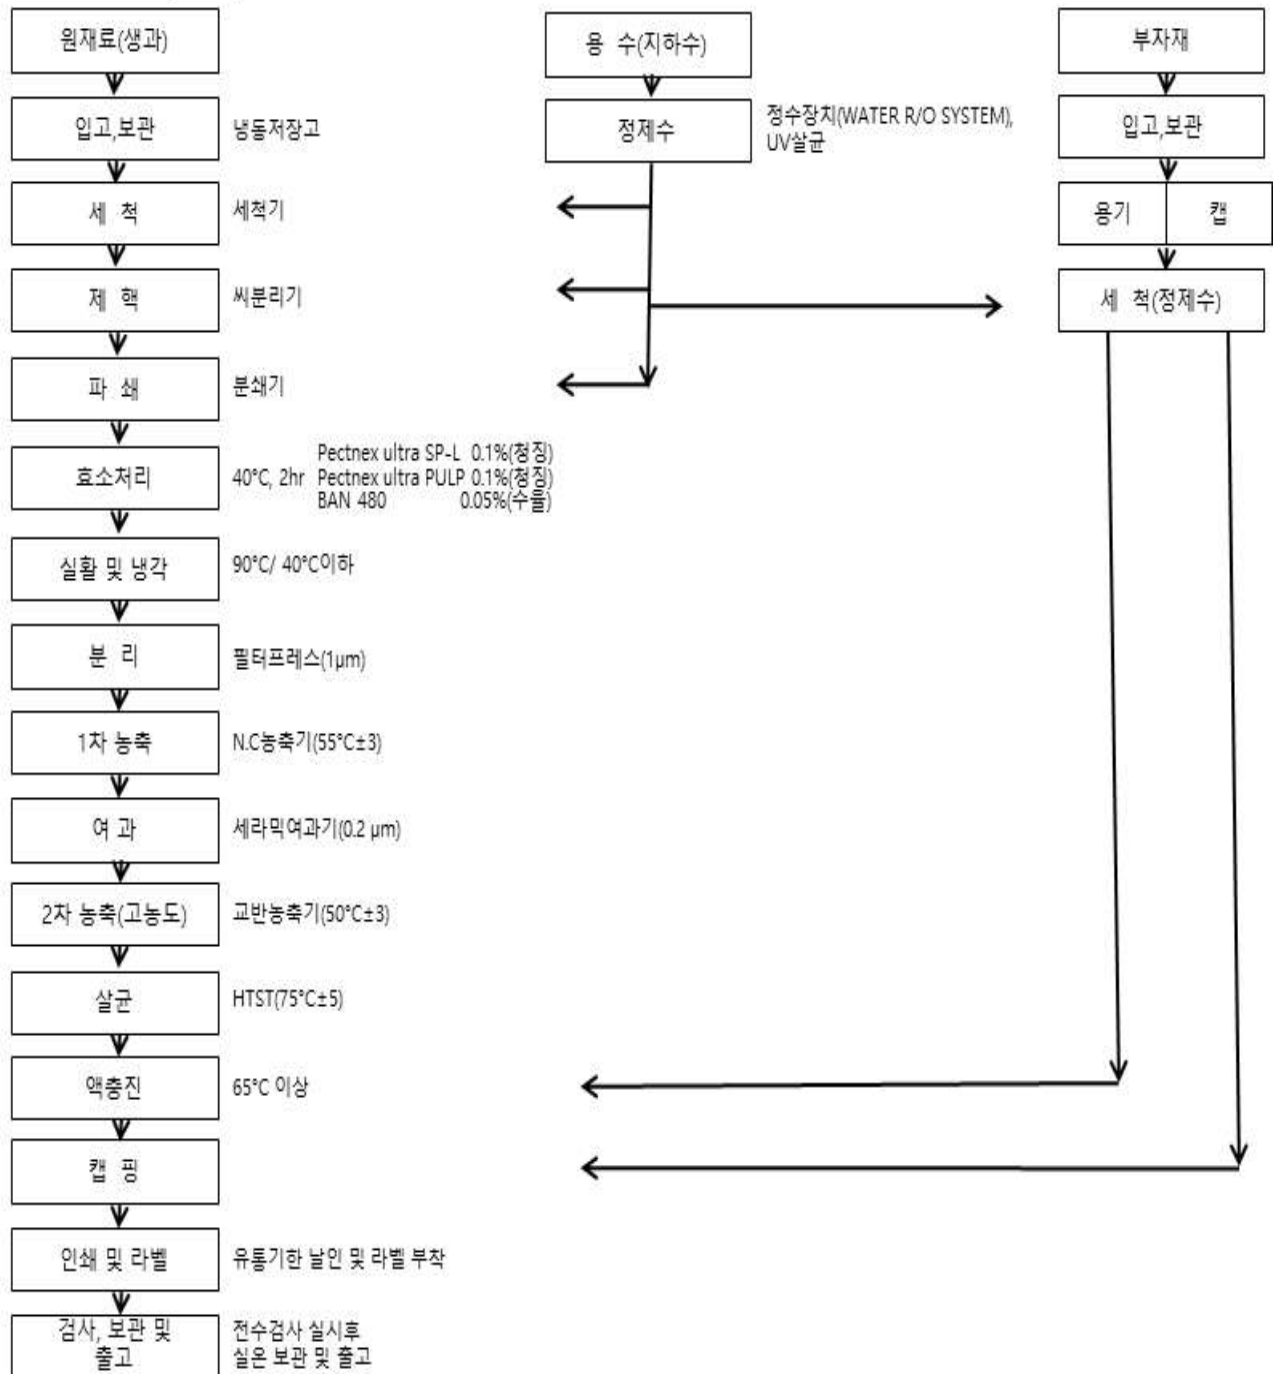 원재료(생과)
용 수(지하수)
부자재
입고,보관
냉동저장고
정제수
정수장치(WATER R/O SYSTEM),
UV살균
입고,보관
세 척
세척기
용기
캡
제 핵
씨분리기
세 척(정제수)
파 쇄
분쇄기
효소처리
40°C, 2hr
Pectnex ultra SP-L 0.1%(청징)
Pectnex ultra PULP 0.1%(청징)
BAN 480 0.05%(수율)
실활 및 냉각
90°C/ 40°C이하
분 리
필터프레스(1μm)
1차 농축
N.C농축기(55°C±3)
여 과
세라믹여과기(0.2 μm)
2차 농축(고농도)
교반농축기(50°C±3)
살균
HTST(75°C±5)
액충진
65°C 이상
캡 핑
인쇄 및 라벨
유통기한 날인 및 라벨 부착
검사, 보관 및
출고
전수검사 실시후
실온 보관 및 출고